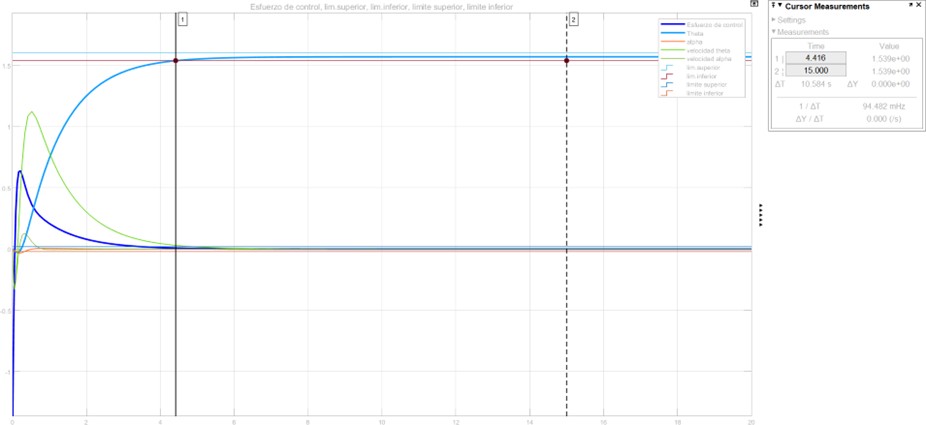 Esfuerzo de control, lim.superior, lim.inferior, limite superior, limite inferior
1
2
Esfuerzo de control
Theta
alpha
velocidad theta
velocidad alpha
lim.superior
lim.inferior
limite superior
limite inferior
1.5
1
0.5
0
-0.5
-1
0 2 4 6 8 10 12 14 16 18 20
Cursor Measurements
Settings
Measurements
Time Value
1 | 4.416 1.539e+00
2 ¦ 15.000 1.539e+00
ΔT 10.584 s ΔY 0.000e+00
1 / ΔT 94.482 mHz
ΔY / ΔT 0.000 (/s)